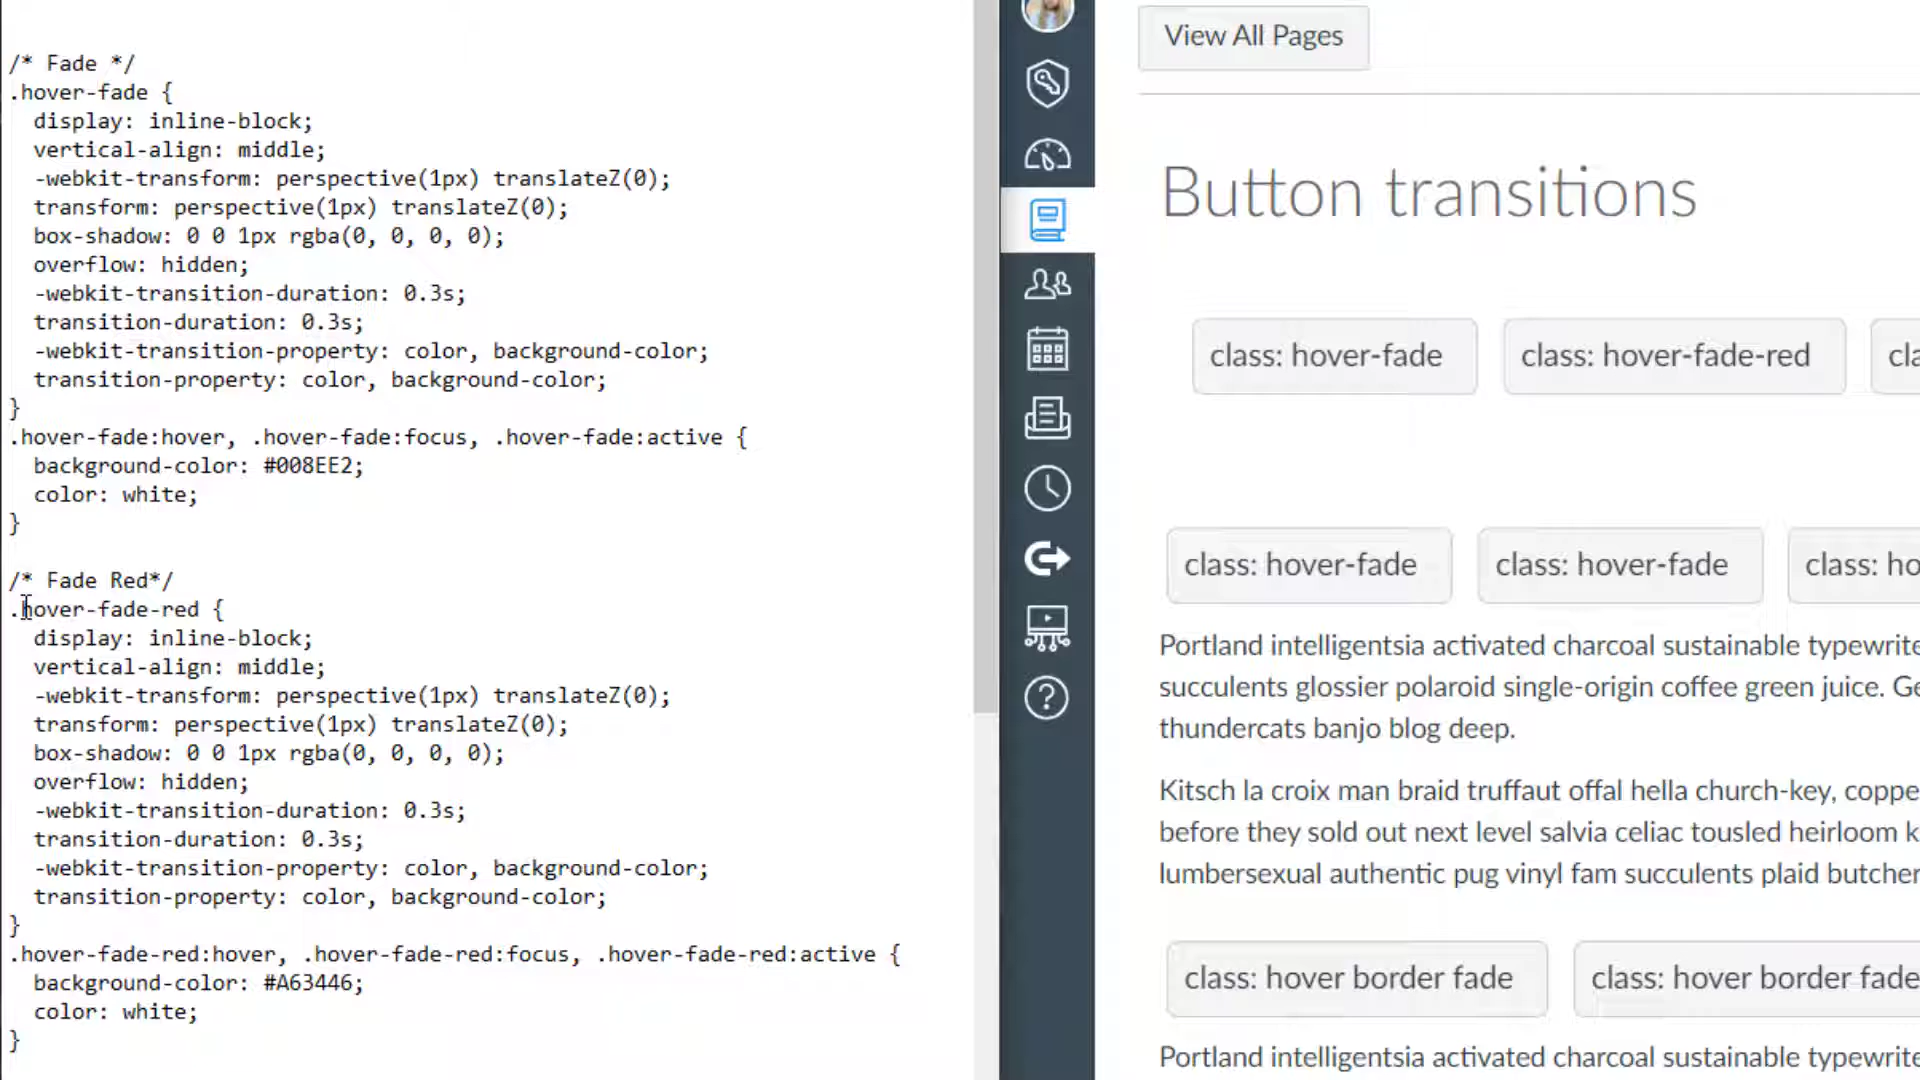 /* Fade */
.hover-fade {
  display: inline-block;
  vertical-align: middle;
  -webkit-transform: perspective(1px) translateZ(0);
  transform: perspective(1px) translateZ(0);
  box-shadow: 0 0 1px rgba(0, 0, 0, 0);
  overflow: hidden;
  -webkit-transition-duration: 0.3s;
  transition-duration: 0.3s;
  -webkit-transition-property: color, background-color;
  transition-property: color, background-color;
}
.hover-fade:hover, .hover-fade:focus, .hover-fade:active {
  background-color: #008EE2;
  color: white;
}
/* Fade Red*/
.hover-fade-red {
  display: inline-block;
  vertical-align: middle;
  -webkit-transform: perspective(1px) translateZ(0);
  transform: perspective(1px) translateZ(0);
  box-shadow: 0 0 1px rgba(0, 0, 0, 0);
  overflow: hidden;
  -webkit-transition-duration: 0.3s;
  transition-duration: 0.3s;
  -webkit-transition-property: color, background-color;
  transition-property: color, background-color;
}
.hover-fade-red:hover, .hover-fade-red:focus, .hover-fade-red:active {
  background-color: #A63446;
  color: white;
}
View All Pages
Button transitions
class: hover-fade
class: hover-fade-red
class: hover-fade
class: hover-fade
class:
Portland intelligentsia activated charcoal sustainable
succulents glossier polaroid single-origin coffee green juice.
thundercats banjo blog deep.
Kitsch la croix man braid truffaut offal hella church-key,
before they sold out next level salvia celiac tousled heirloom
lumbersexual authentic pug vinyl fam succulents plaid
class: hover border fade
class: hover border fade
Portland intelligentsia activated charcoal sustainable